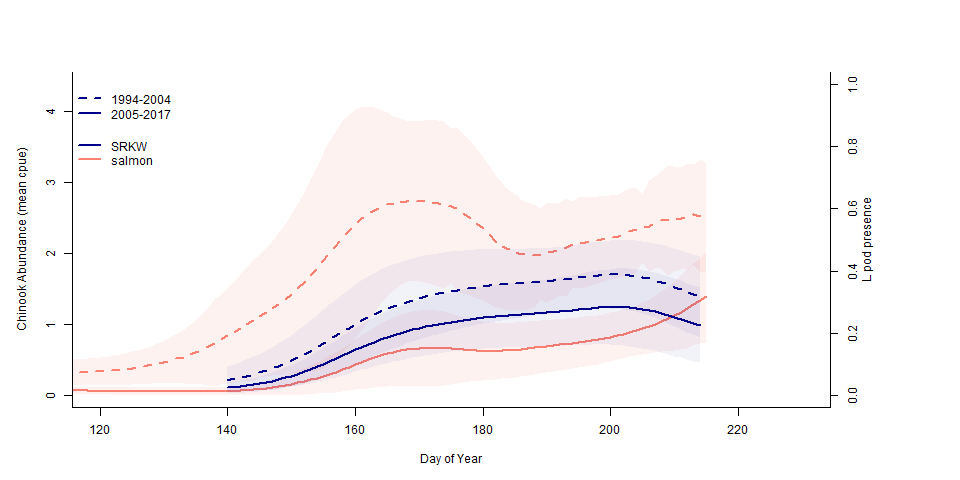 1994-2004
2005-2017
SRKW
salmon
Chinook Abundance (mean cpue)
4
3
2
1
0
1.0
0.8
0.6
0.4
0.2
0.0
L pod presence
120 140 160 180 200 220
Day of Year